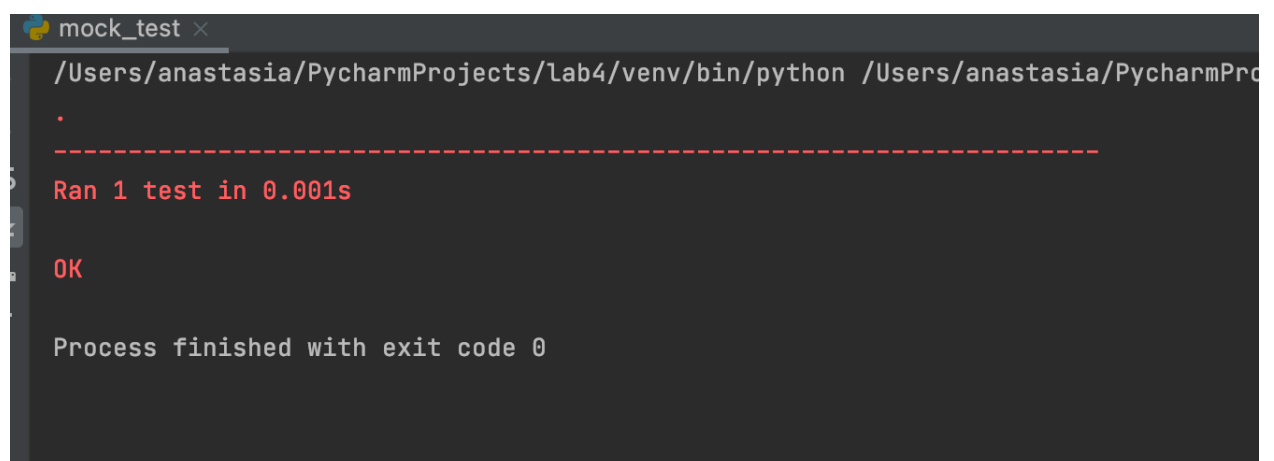 mock_test ×
/Users/anastasia/PycharmProjects/lab4/venv/bin/python /Users/anastasia/PycharmPro
.
----------------------------------------------------------------------
Ran 1 test in 0.001s
OK
Process finished with exit code 0